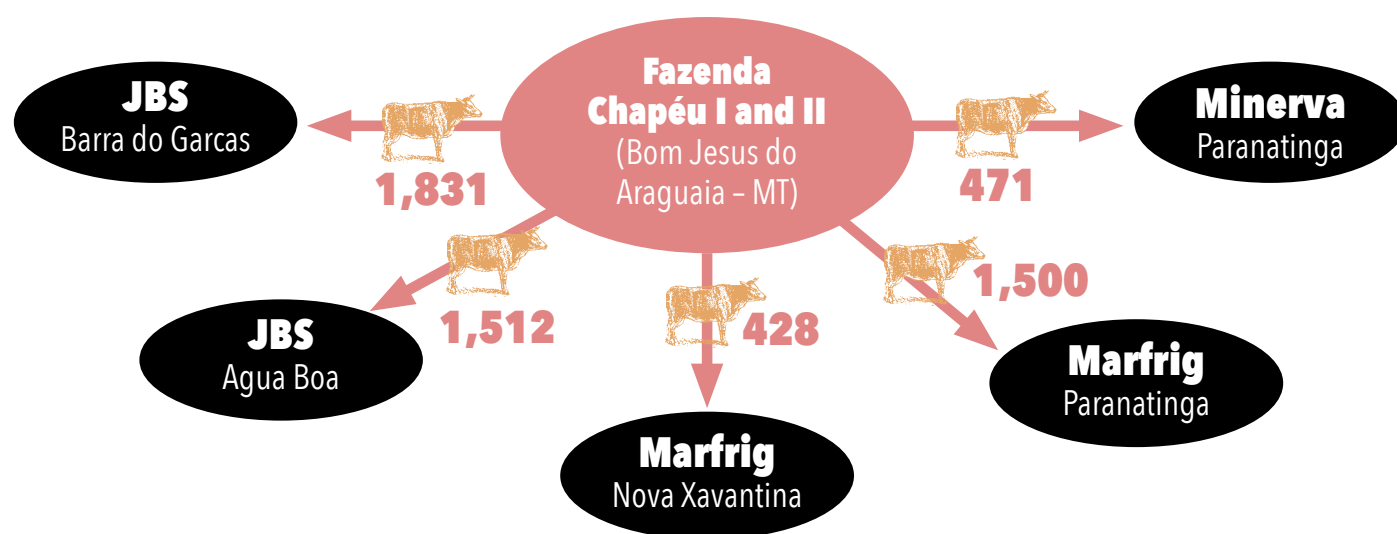 Fazenda
Chapéu I and II
(Bom Jesus do
Araguaia – MT)
JBS
Barra do Garcas
1,831
Minerva
Paranatinga
471
JBS
Agua Boa
1,512
Marfrig
Nova Xavantina
428
Marfrig
Paranatinga
1,500